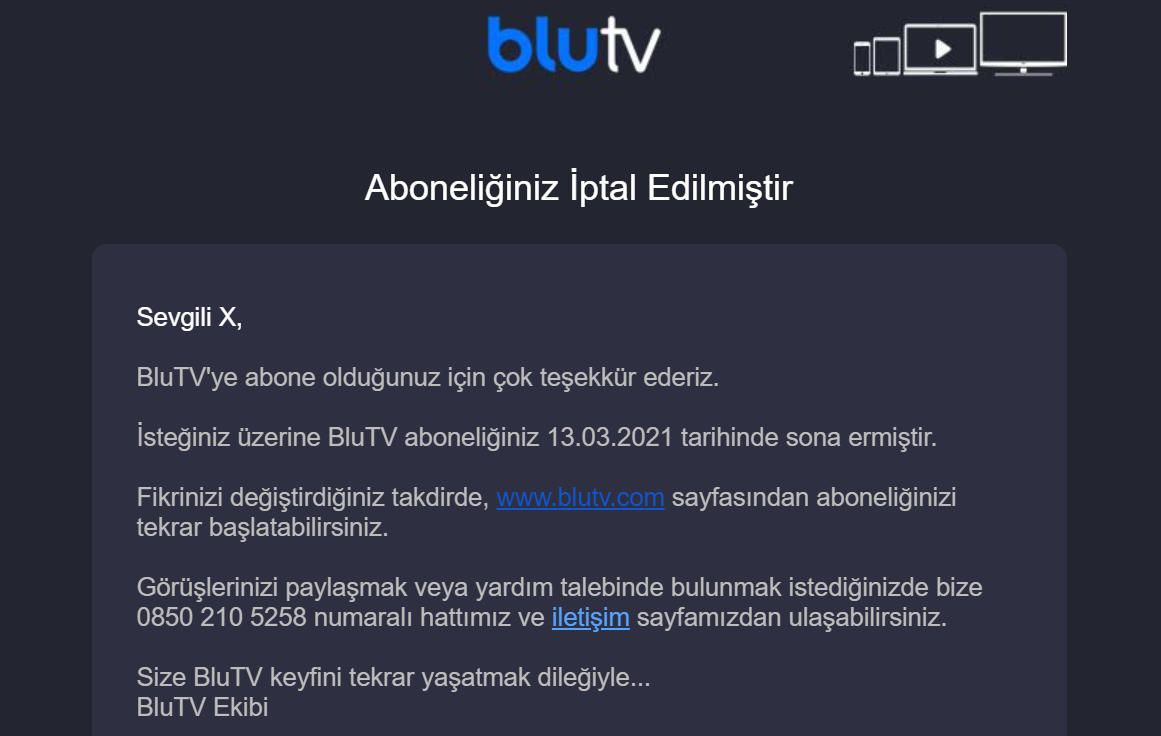 blutv
Aboneliğiniz İptal Edilmiştir
Sevgili X,
BluTV'ye abone olduğunuz için çok teşekkür ederiz.
İsteğiniz üzerine BluTV aboneliğiniz 13.03.2021 tarihinde sona ermiştir.
Fikrinizi değiştirdiğiniz takdirde, www.blutv.com sayfasından aboneliğinizi
tekrar başlatabilirsiniz.
Görüşlerinizi paylaşmak veya yardım talebinde bulunmak istediğinizde bize
0850 210 5258 numaralı hattımız ve iletişim sayfamızdan ulaşabilirsiniz.
Size BluTV keyfini tekrar yaşatmak dileğiyle...
BluTV Ekibi